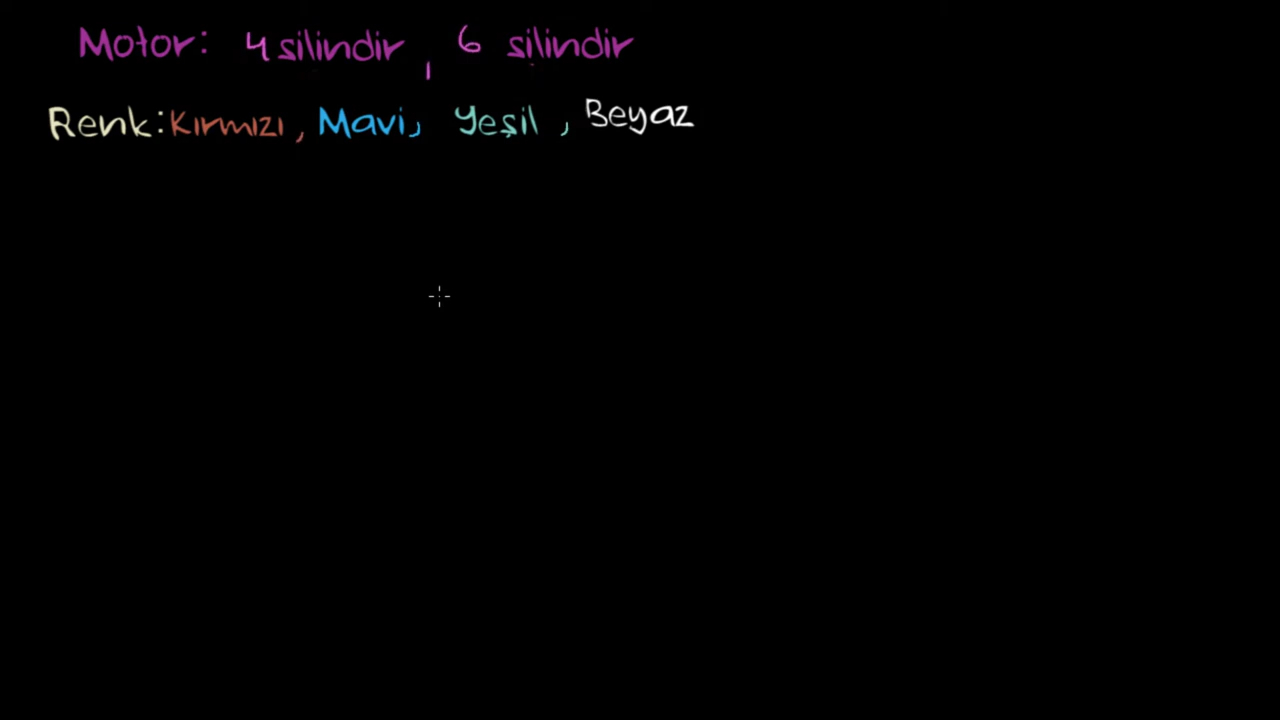 Motor: 4 silindir, 6 silindir
Renk: Kırmızı, Mavi, Yeşil, Beyaz